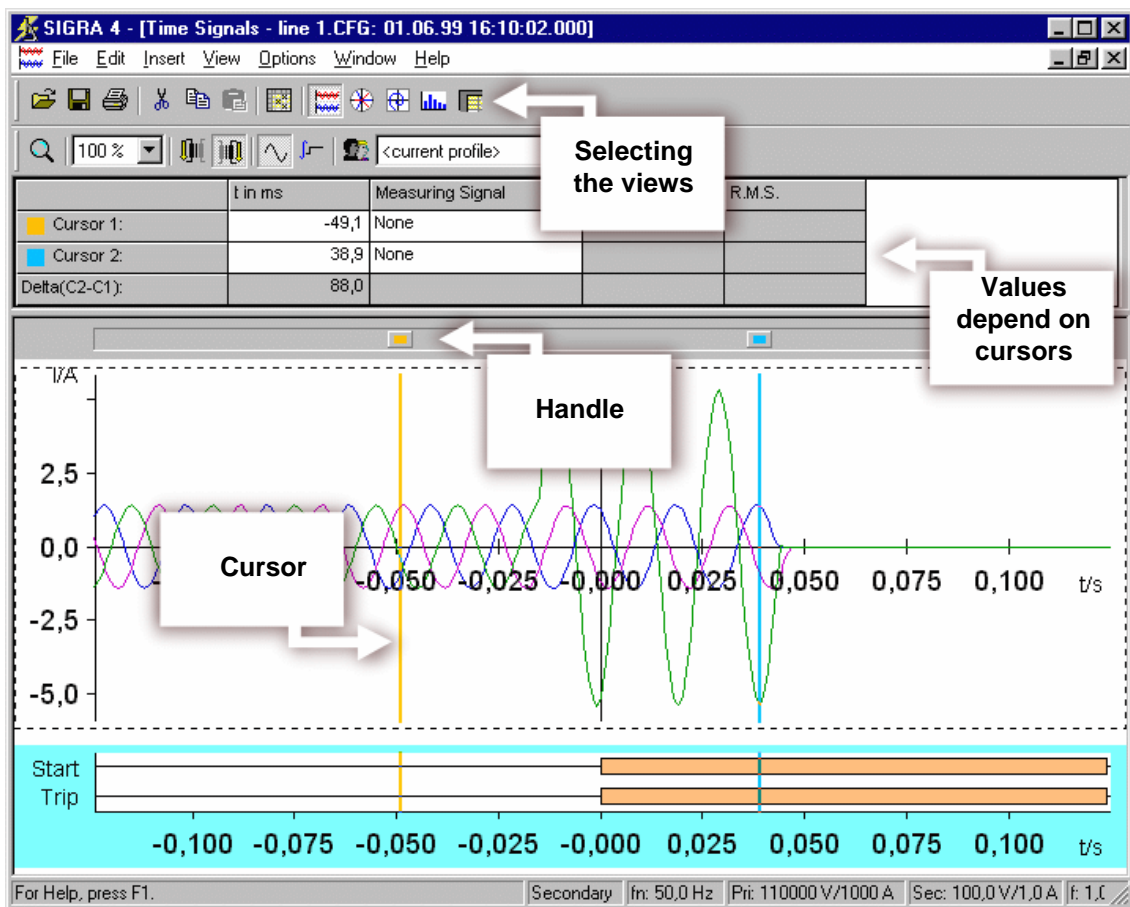 SIGRA 4 - [Time Signals - line 1.CFG: 01.06.99 16:10:02.000]
File Edit Insert View Options Window Help
Selecting
the views
100 % <current profile>
t in ms Measuring Signal R.M.S.
Cursor 1: -49,1 None
Cursor 2: 38,9 None
Delta(C2-C1): 88,0
Values
depend on
cursors
Handle
I/A
2,5
0,0
-2,5
-5,0
Cursor
-0,050 -0,025 -0,000 0,025 0,050 0,075 0,100 t/s
Start
Trip
-0,100 -0,075 -0,050 -0,025 -0,000 0,025 0,050 0,075 0,100 t/s
For Help, press F1. Secondary fn: 50,0 Hz Pri: 110000 V/1000 A Sec: 100,0 V/1,0 A f: 1,